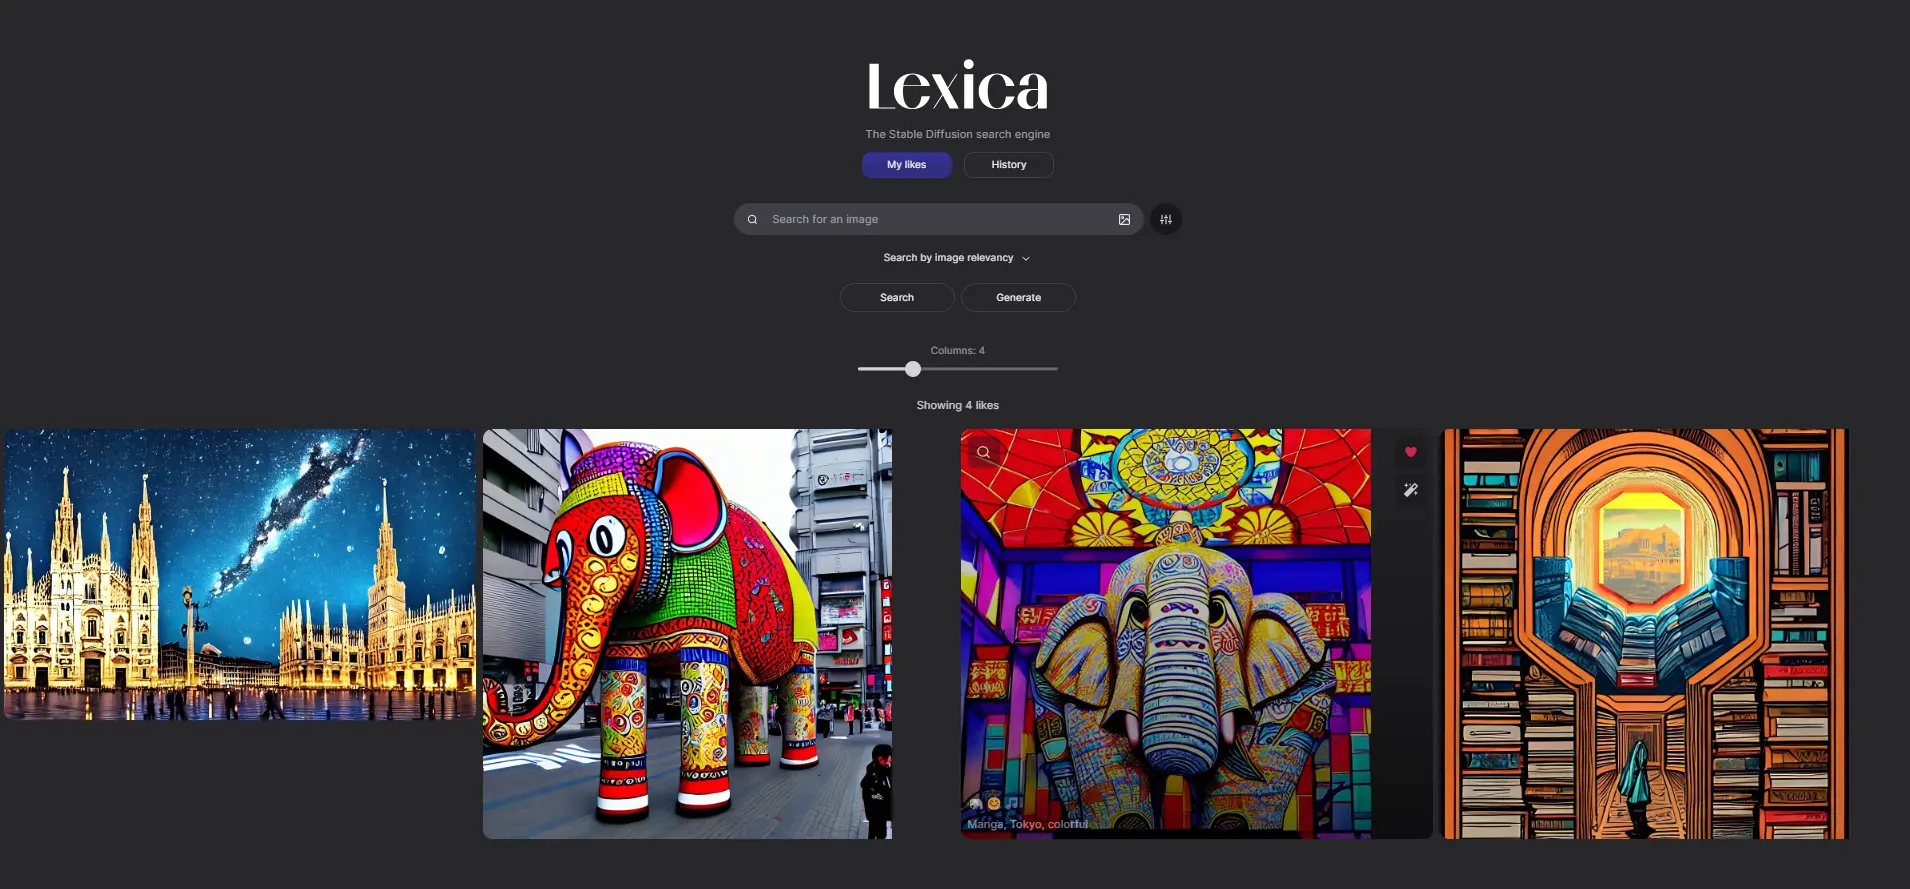 Lexica
The Stable Diffusion search engine
My likes History
Search for an image
Search by image relevancy
Search Generate
Columns: 4
Showing 4 likes
Manga, Tokyo, colorful